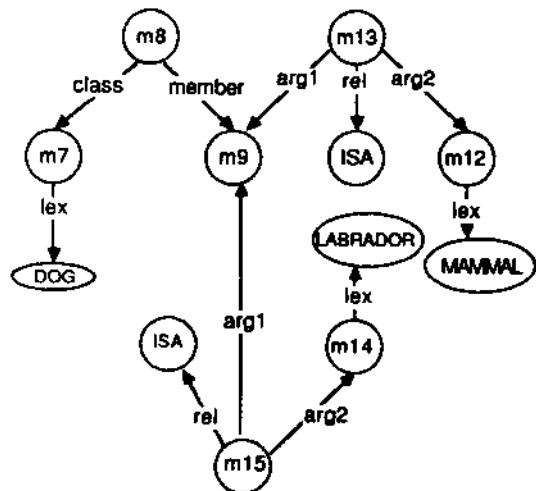 m8
m13
class
member
arg1
rel
arg2
m7
m9
ISA
m12
lex
lex
DOG
LABRADOR
MAMMAL
lex
ISA
arg1
m14
rel
arg2
m15